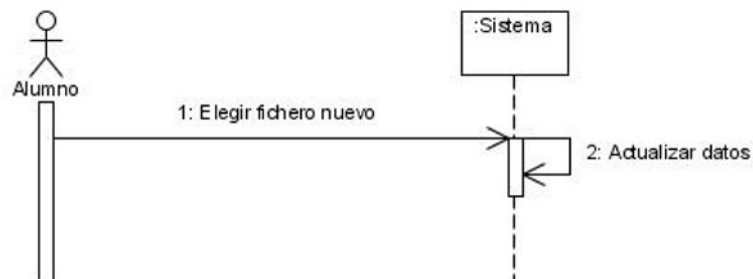 :Sistema
Alumno
1: Elegir fichero nuevo
2: Actualizar datos